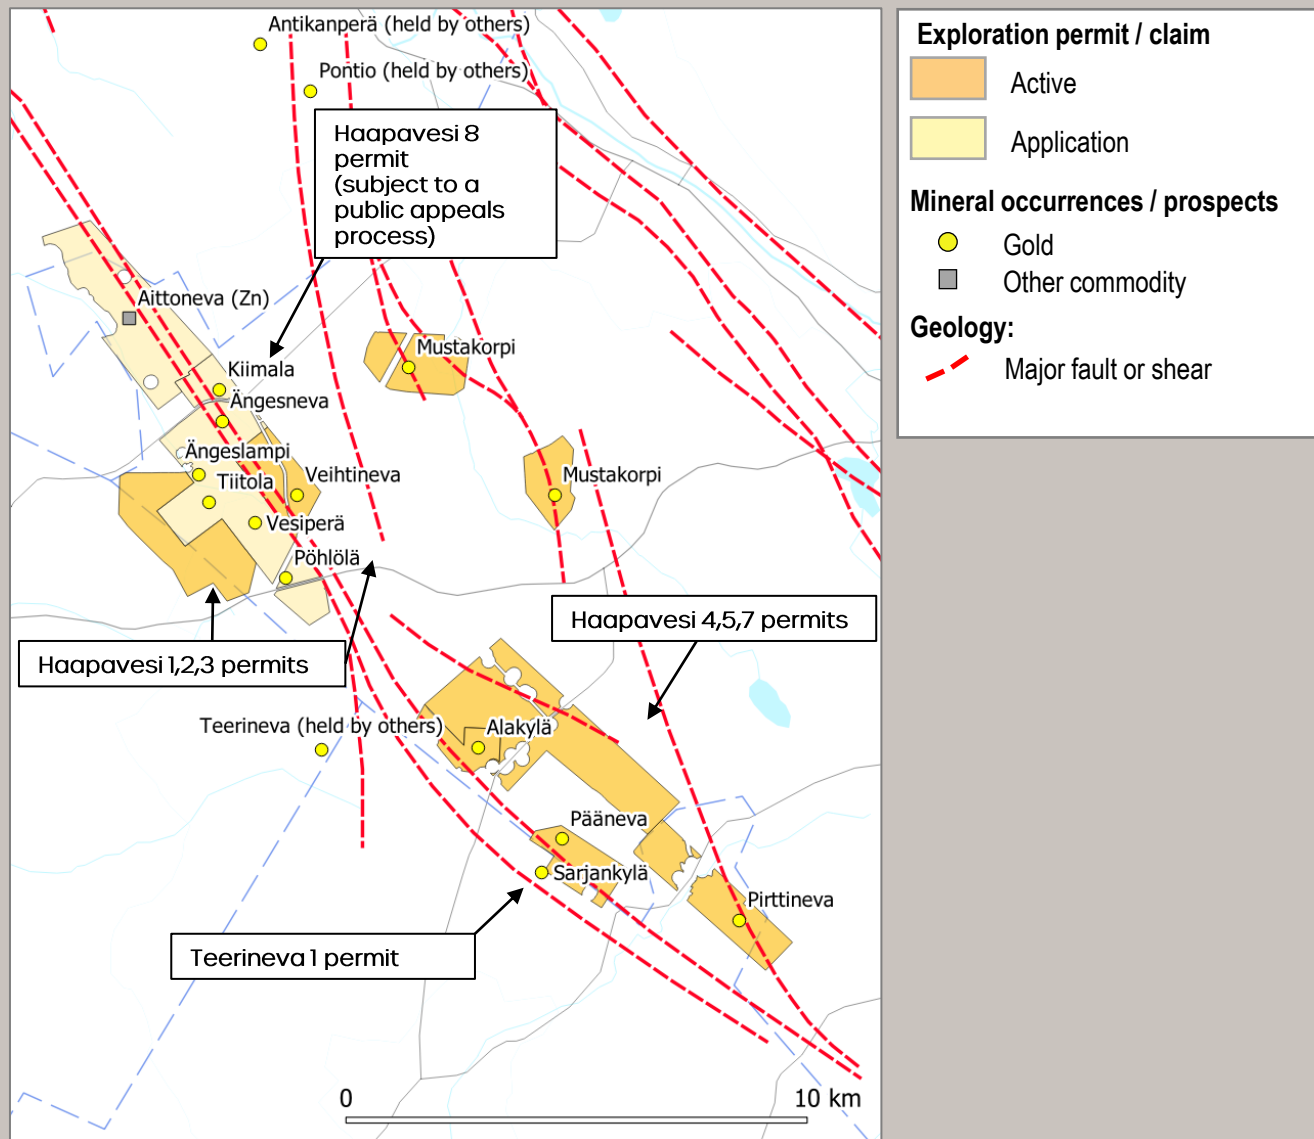 Antikanperä (held by others)
Pontio (held by others)
Haapavesi 8
permit
(subject to a
public appeals
process)
Aittoneva (Zn)
Kiimala
Mustakorpi
Ängesneva
Ängeslampi
Tiitola
Veihtineva
Mustakorpi
Vesiperä
Pöhlölä
Haapavesi 1,2,3 permits
Haapavesi 4,5,7 permits
Teerineva (held by others)
Alakylä
Pääneva
Sarjankylä
Pirttineva
Teerineva 1 permit
0 10 km
Exploration permit / claim
Active
Application
Mineral occurrences / prospects
Gold
Other commodity
Geology:
Major fault or shear